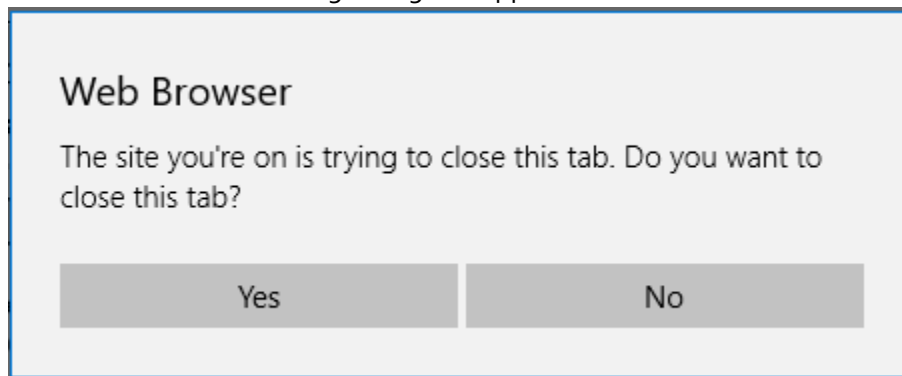 Web Browser
The site you're on is trying to close this tab. Do you want to
close this tab?
Yes
No